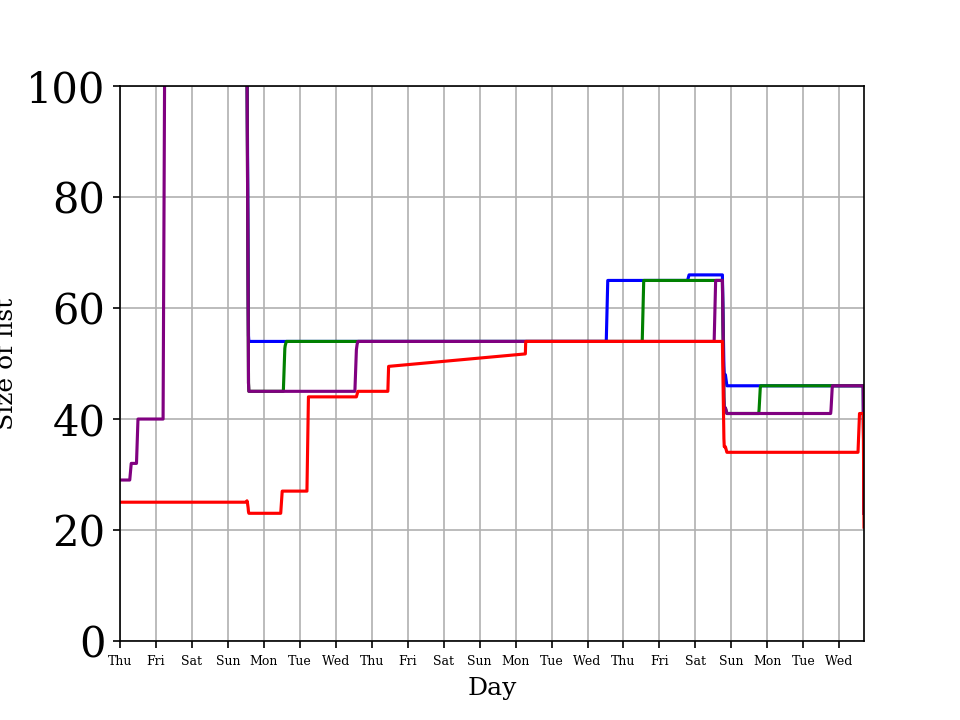 100
80
60
40
20
0
Size of list
Thu Fri Sat Sun Mon Tue Wed Thu Fri Sat Sun Mon Tue Wed Thu Fri Sat Sun Mon Tue Wed
Day